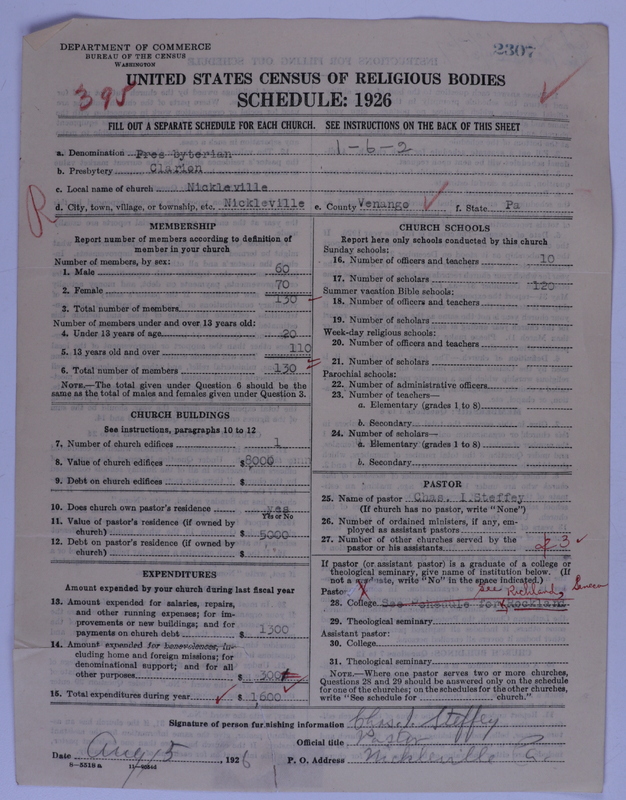 DEPARTMENT OF COMMERCE
BUREAU OF THE CENSUS
WASHINGTON
2307
UNITED STATES CENSUS OF RELIGIOUS BODIES
395
SCHEDULE: 1926
FILL OUT A SEPARATE SCHEDULE FOR EACH CHURCH. SEE INSTRUCTIONS ON THE BACK OF THIS SHEET
a. Denomination Pres byterian 1-6-2
b. Presbytery Clarion
c. Local name of church Nickleville
d. City, town, village, or township, etc. Nickleville e. County Venango f. State Pa
R
MEMBERSHIP
Report number of members according to definition of
member in your church
Number of members, by sex:
1. Male 60
2. Female 70
3. Total number of members 130
Number of members under and over 13 years old:
4. Under 13 years of age 20
5. 13 years old and over 110
6. Total number of members 130
NOTE.—The total given under Question 6 should be
same as the total of males and females given under Question 3.
CHURCH BUILDINGS
See instructions, paragraphs 10 to 12
7. Number of church edifices 1
8. Value of church edifices $8000
9. Debt on church edifices $
10. Does church own pastor's residence yes
Yes or No
11. Value of pastor's residence (if owned by
church) $ 5000
12. Debt on pastor's residence (if owned by
church) $
EXPENDITURES
Amount expended by your church during last fiscal year
13. Amount expended for salaries, repairs,
and other running expenses; for im-
provements or new buildings; and for
payments on church debt $ 1300
14. Amount expended for benevolences, in-
cluding home and foreign missions; for
denominational support; and for all
other purposes $ 300
15. Total expenditures during year $ 1,600
CHURCH SCHOOLS
Report here only schools conducted by this church
Sunday schools:
16. Number of officers and teachers 10
17. Number of scholars 120
Summer vacation Bible schools:
18. Number of officers and teachers
19. Number of scholars
Week-day religious schools:
20. Number of officers and teachers
21. Number of scholars
Parochial schools:
22. Number of administrative officers
23. Number of teachers—
a. Elementary (grades 1 to 8)
b. Secondary
24. Number of scholars—
a. Elementary (grades 1 to 8)
b. Secondary
PASTOR
25. Name of pastor Chas. I.Steffey
(If church has no pastor, write "None")
26. Number of ordained ministers, if any, em-
ployed as assistant pastors
27. Number of other churches served by the
pastor or his assistants 3
If pastor (or assistant pastor) is a graduate of a college or
theological seminary, give name of institution below. (If
not a graduate, write "No" in the space indicated.)
Pastor: see Richland, Seneca
28. College See Schedule for Rockland
29. Theological seminary
Assistant pastor:
30. College
31. Theological seminary
NOTE.—Where one pastor serves two or more churches,
Questions 28 and 29 should be answered only on the schedule
for one of the churches; on the schedules for the other churches,
write "See schedule for church."
Signature of person furnishing information Chas. I. Steffey
Official title Pastor
Date Aug 5 1926 P. O. Address Nickleville Pa.
8-5518 a